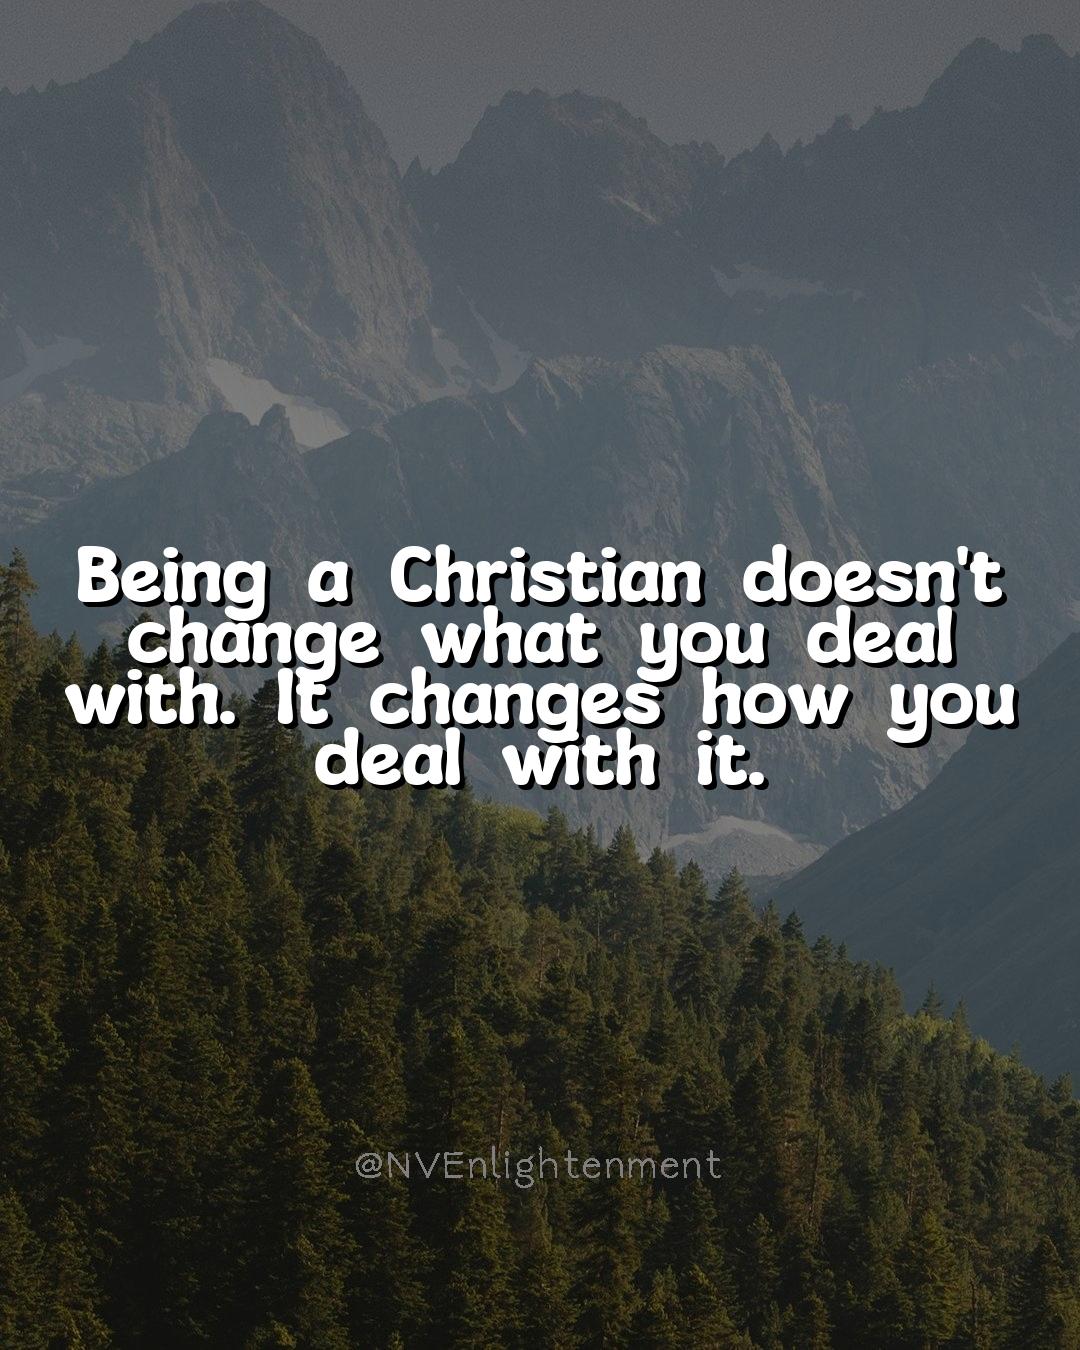 Being a Christian doesn't
change what you deal
with. It changes how you
deal with it.
@NVEnlightenment